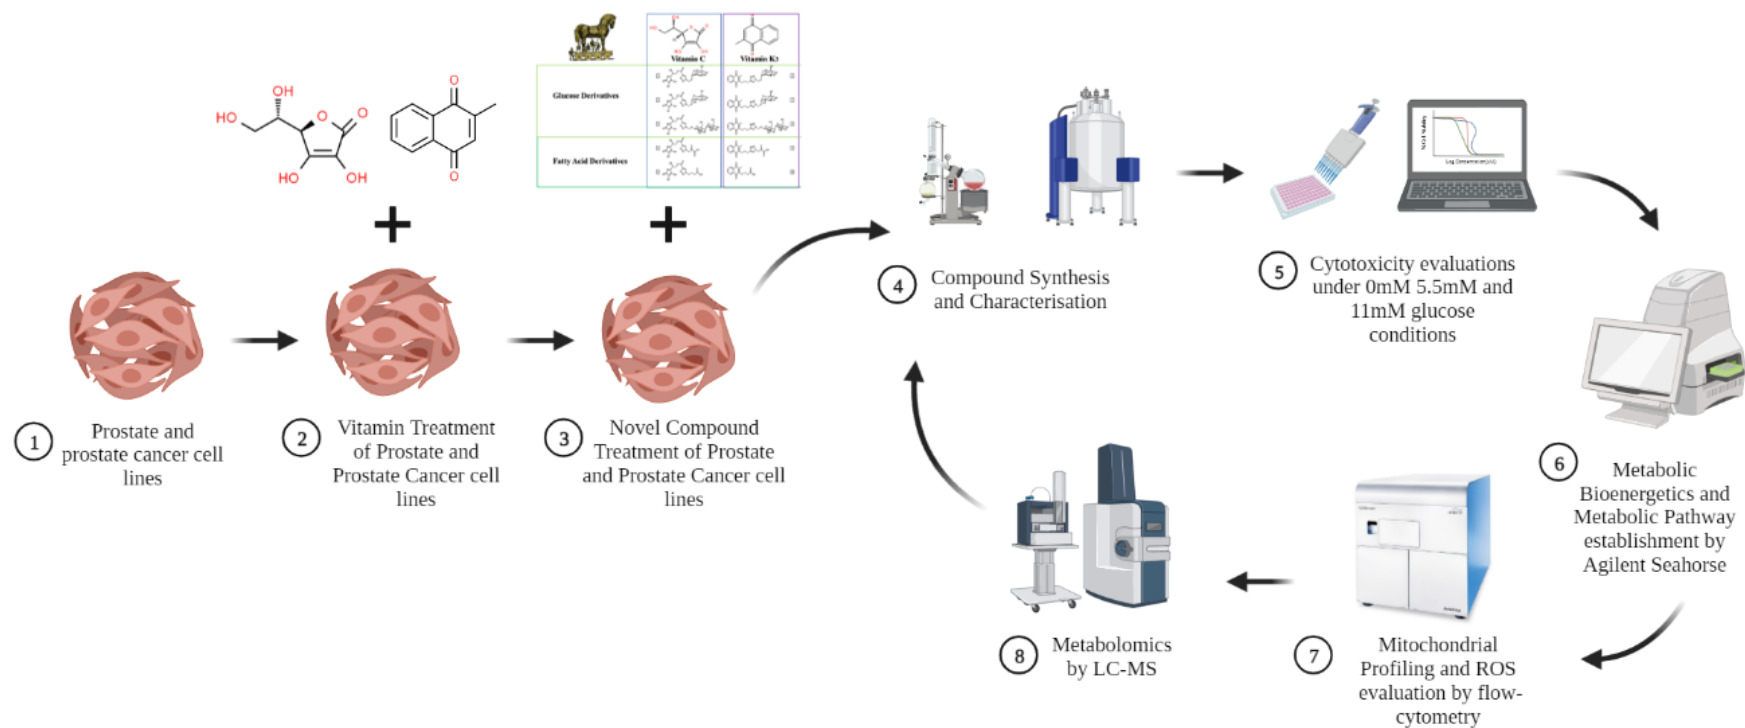 OH
HO
O
O
HO
OH
O
O
HO
OH
O
O
HO
OH
Vitamin C
Vitamin K3
Glucose Derivatives
Fatty Acid Derivatives
1
Prostate and
prostate cancer cell
lines
2
Vitamin Treatment
of Prostate and
Prostate Cancer cell
lines
3
Novel Compound
Treatment of Prostate
and Prostate Cancer cell
lines
4
Compound Synthesis
and Characterisation
5
Cytotoxicity evaluations
under 0mM 5.5mM and
11mM glucose
conditions
6
Metabolic
Bioenergetics and
Metabolic Pathway
establishment by
Agilent Seahorse
7
Mitochondrial
Profiling and ROS
evaluation by flow-
cytometry
8
Metabolomics
by LC-MS